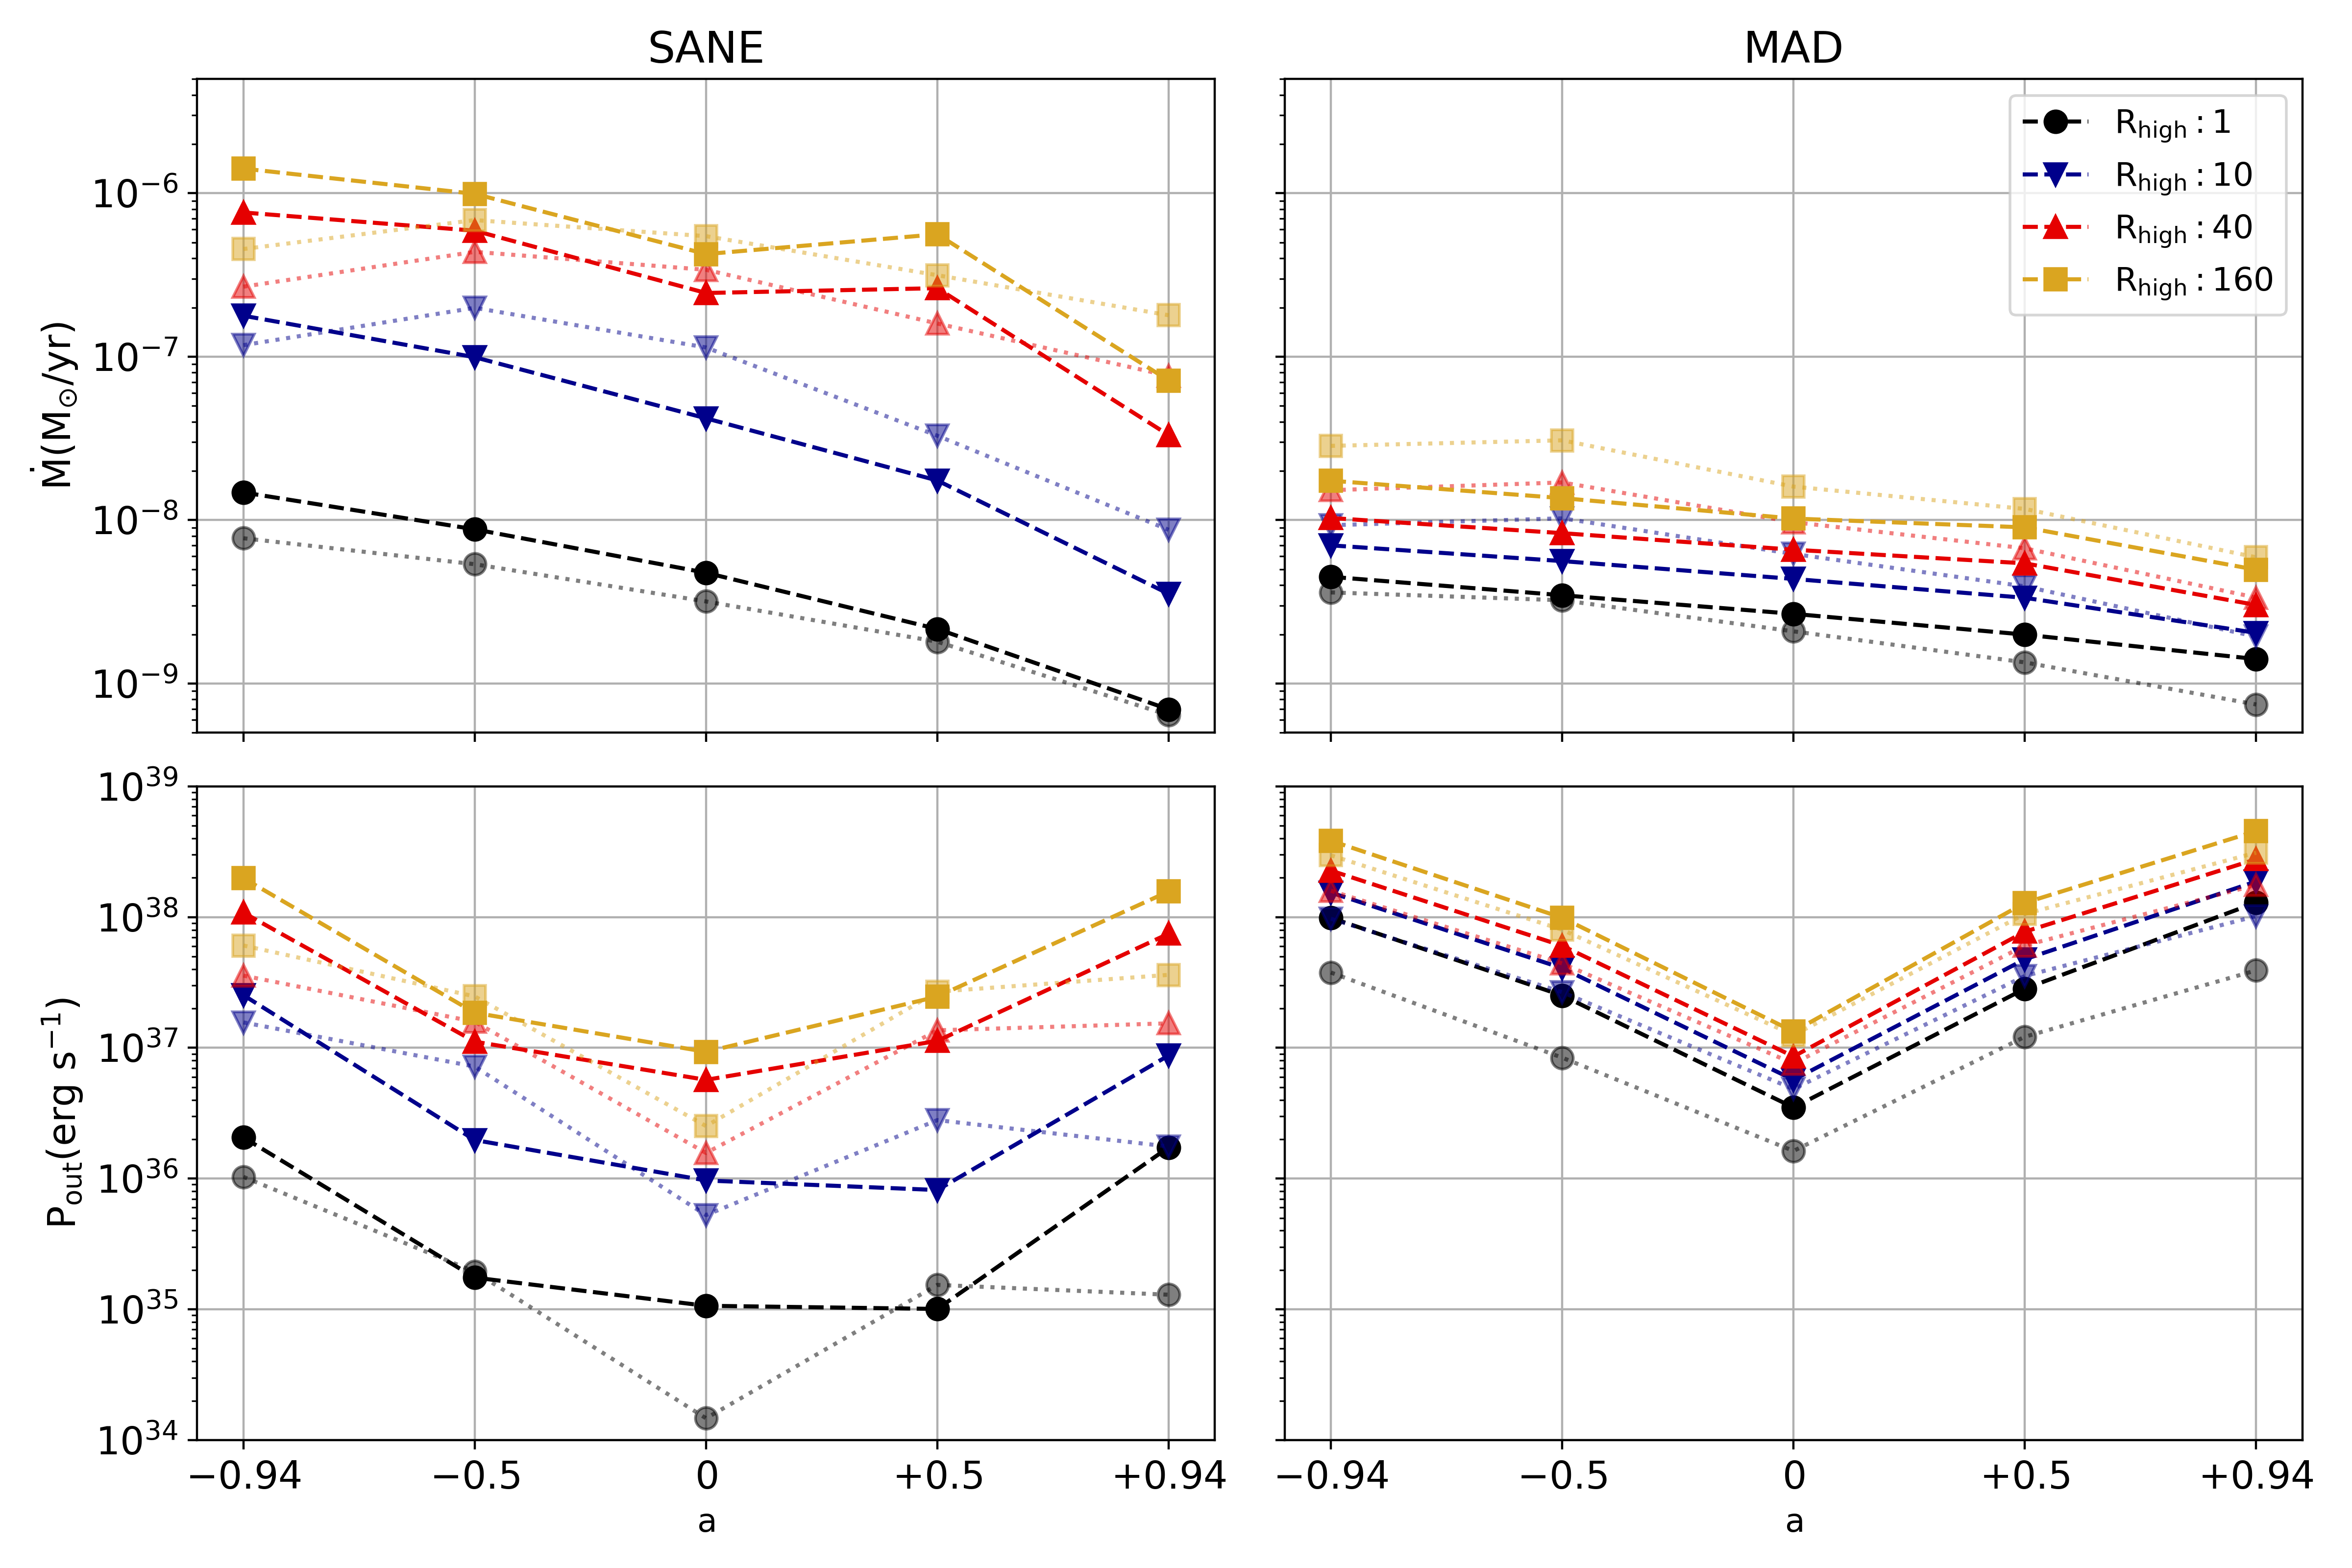 SANE
MAD
Ṁ(M⊙/yr)
10⁻⁶
10⁻⁷
10⁻⁸
10⁻⁹
R_high : 1
R_high : 10
R_high : 40
R_high : 160
P_out(erg s⁻¹)
10³⁹
10³⁸
10³⁷
10³⁶
10³⁵
10³⁴
−0.94 −0.5 0 +0.5 +0.94
a
−0.94 −0.5 0 +0.5 +0.94
a